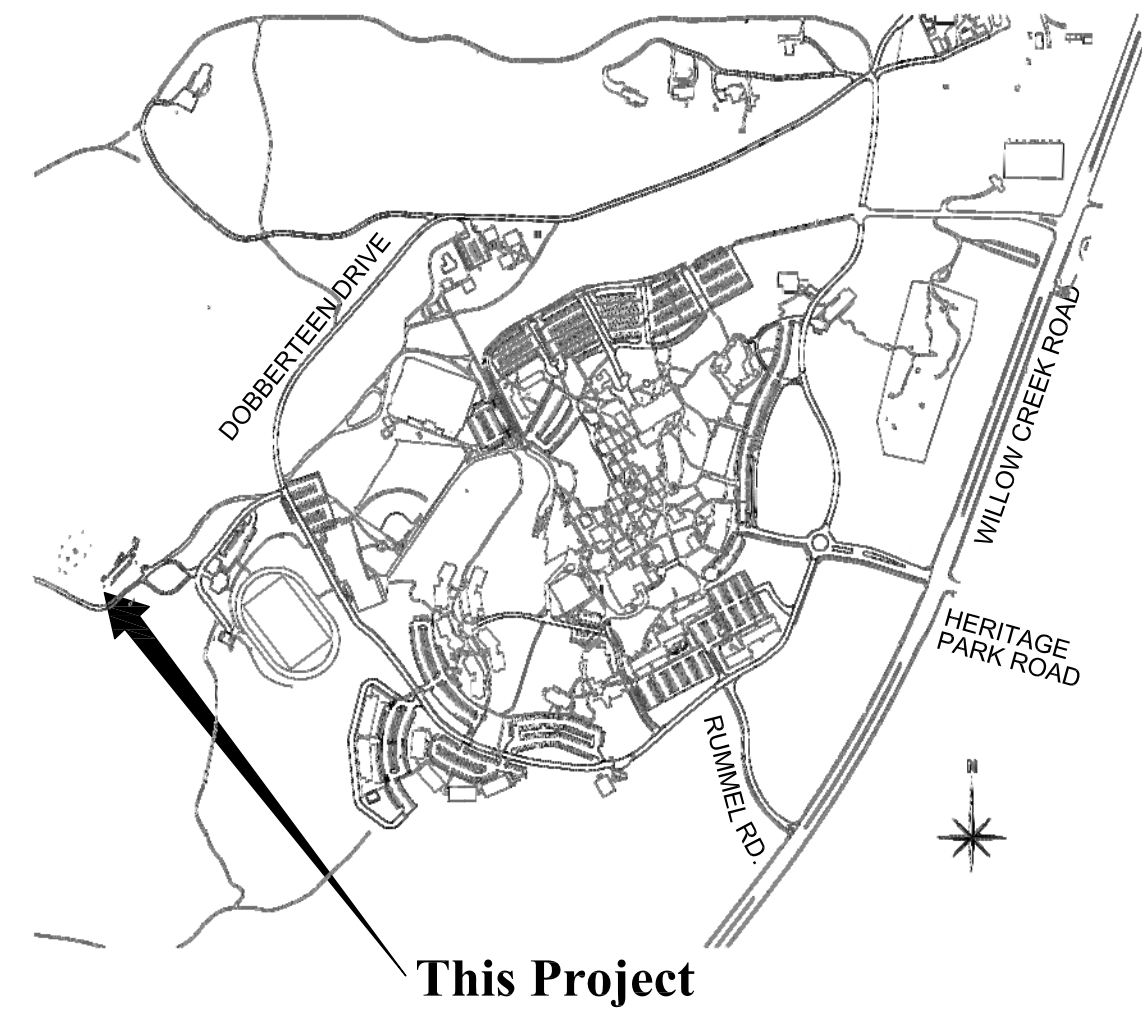 DOBBERTEEN DRIVE
WILLOW CREEK ROAD
HERITAGE
PARK ROAD
RUMMEL RD.
N
This Project